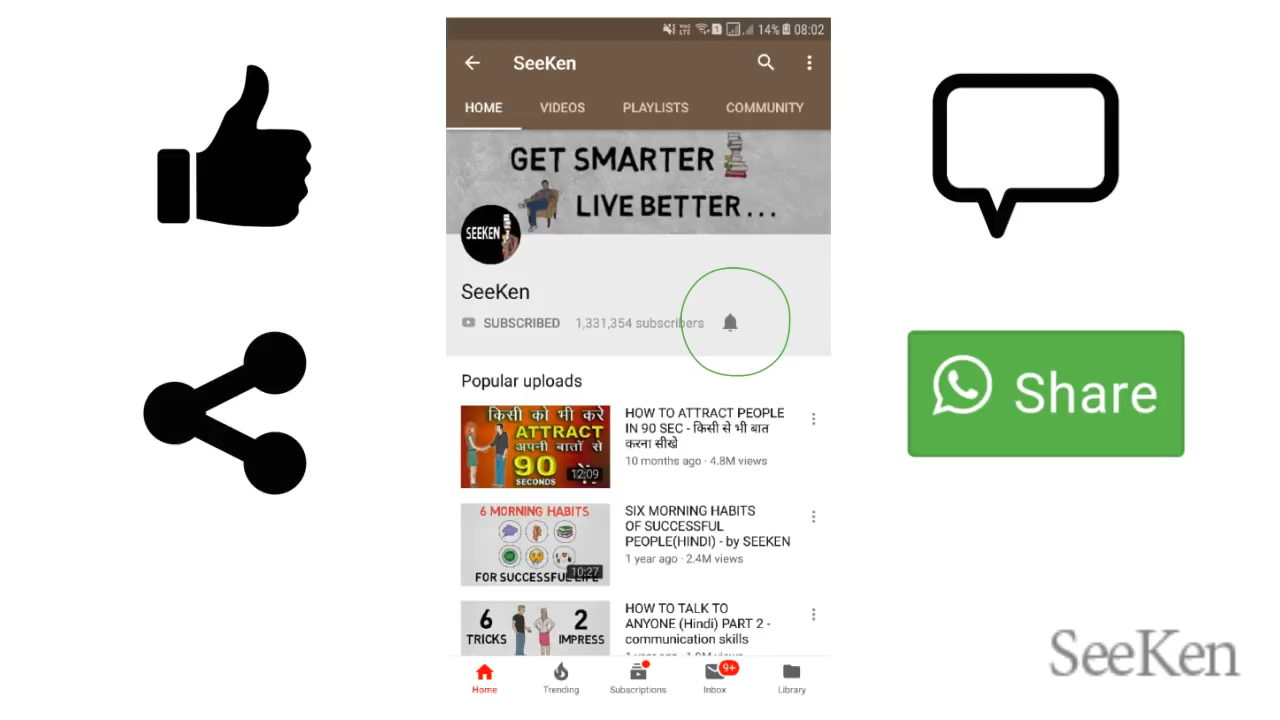 VoI LTE 1 14% 08:02
SeeKen
HOME VIDEOS PLAYLISTS COMMUNITY
GET SMARTER
LIVE BETTER...
SEEKEN
SeeKen
SUBSCRIBED 1,331,354 subscribers
Popular uploads
किसी को भी करे
ATTRACT
अपनी बातों से
90
SECONDS
12:09
HOW TO ATTRACT PEOPLE
IN 90 SEC - किसी से भी बात
करना सीखे
10 months ago · 4.8M views
6 MORNING HABITS
FOR SUCCESSFUL LIFE
10:27
SIX MORNING HABITS
OF SUCCESSFUL
PEOPLE(HINDI) - by SEEKEN
1 year ago · 2.4M views
6 2
TRICKS IMPRESS
HOW TO TALK TO
ANYONE (Hindi) PART 2 -
communication skills
9+
Home Trending Subscriptions Inbox Library
Share
SeeKen